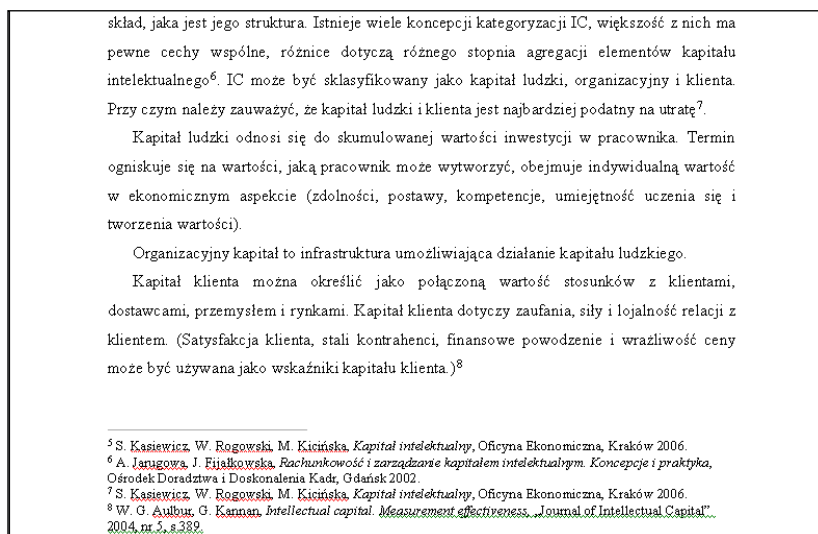 skład, jaka jest jego struktura. Istnieje wiele koncepcji kategoryzacji IC, większość z nich ma
pewne cechy wspólne, różnice dotyczą różnego stopnia agregacji elementów kapitału
intelektualnego⁶. IC może być sklasyfikowany jako kapitał ludzki, organizacyjny i klienta.
Przy czym należy zauważyć, że kapitał ludzki i klienta jest najbardziej podatny na utratę⁷.
Kapitał ludzki odnosi się do skumulowanej wartości inwestycji w pracownika. Termin
ogniskuje się na wartości, jaką pracownik może wytworzyć, obejmuje indywidualną wartość
w ekonomicznym aspekcie (zdolności, postawy, kompetencje, umiejętność uczenia się i
tworzenia wartości).
Organizacyjny kapitał to infrastruktura umożliwiająca działanie kapitału ludzkiego.
Kapitał klienta można określić jako połączoną wartość stosunków z klientami,
dostawcami, przemysłem i rynkami. Kapitał klienta dotyczy zaufania, siły i lojalność relacji z
klientem. (Satysfakcja klienta, stali kontrahenci, finansowe powodzenie i wrażliwość ceny
może być używana jako wskaźniki kapitału klienta.)⁸
⁵ S. Kasiewicz, W. Rogowski, M. Kicińska, Kapitał intelektualny, Oficyna Ekonomiczna, Kraków 2006.
⁶ A. Jarugowa, J. Fijałkowska, Rachunkowość i zarządzanie kapitałem intelektualnym. Koncepcje i praktyka,
Ośrodek Doradztwa i Doskonalenia Kadr, Gdańsk 2002.
⁷ S. Kasiewicz, W. Rogowski, M. Kicińska, Kapitał intelektualny, Oficyna Ekonomiczna, Kraków 2006.
⁸ W. G. Aulbur, G. Kannan, Intellectual capital. Measurement effectiveness, „Journal of Intellectual Capital"
2004, nr 5, s.389.